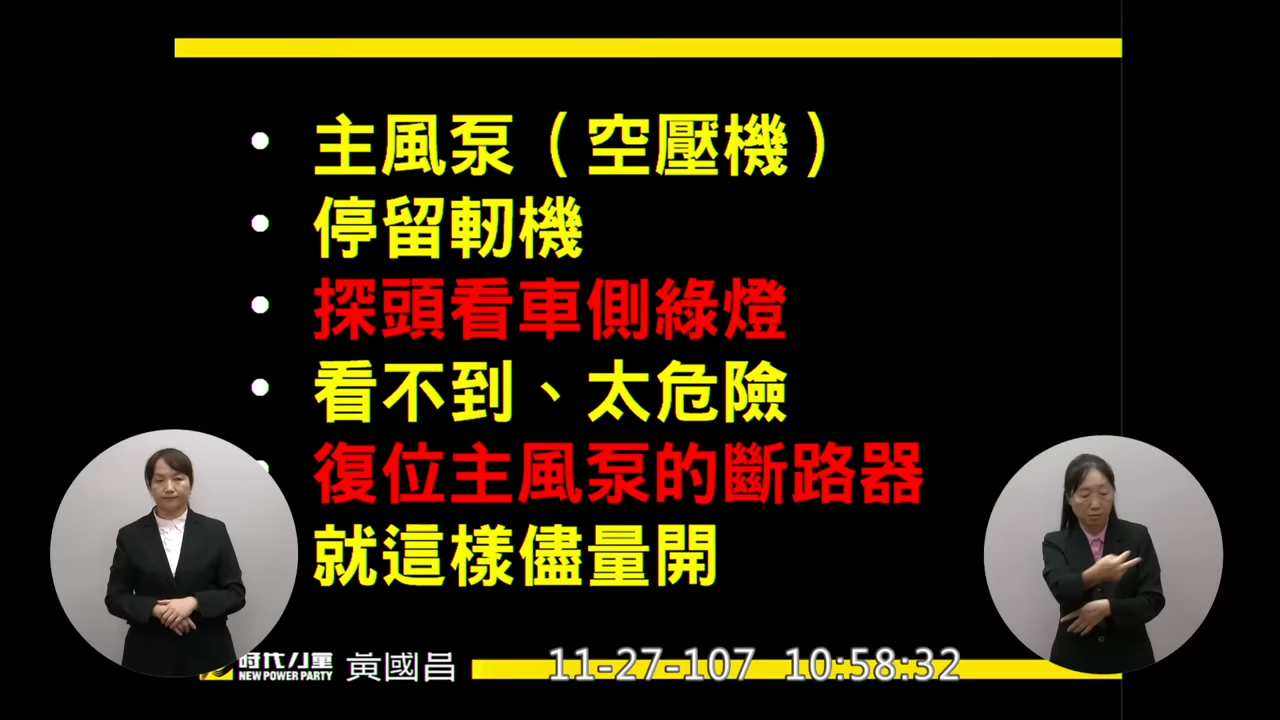 主風泵（空壓機）
停留軔機
探頭看車側綠燈
看不到、太危險
復位主風泵的斷路器
就這樣儘量開
時代力量
NEW POWER PARTY
黃國昌
11-27-107 10:58:32